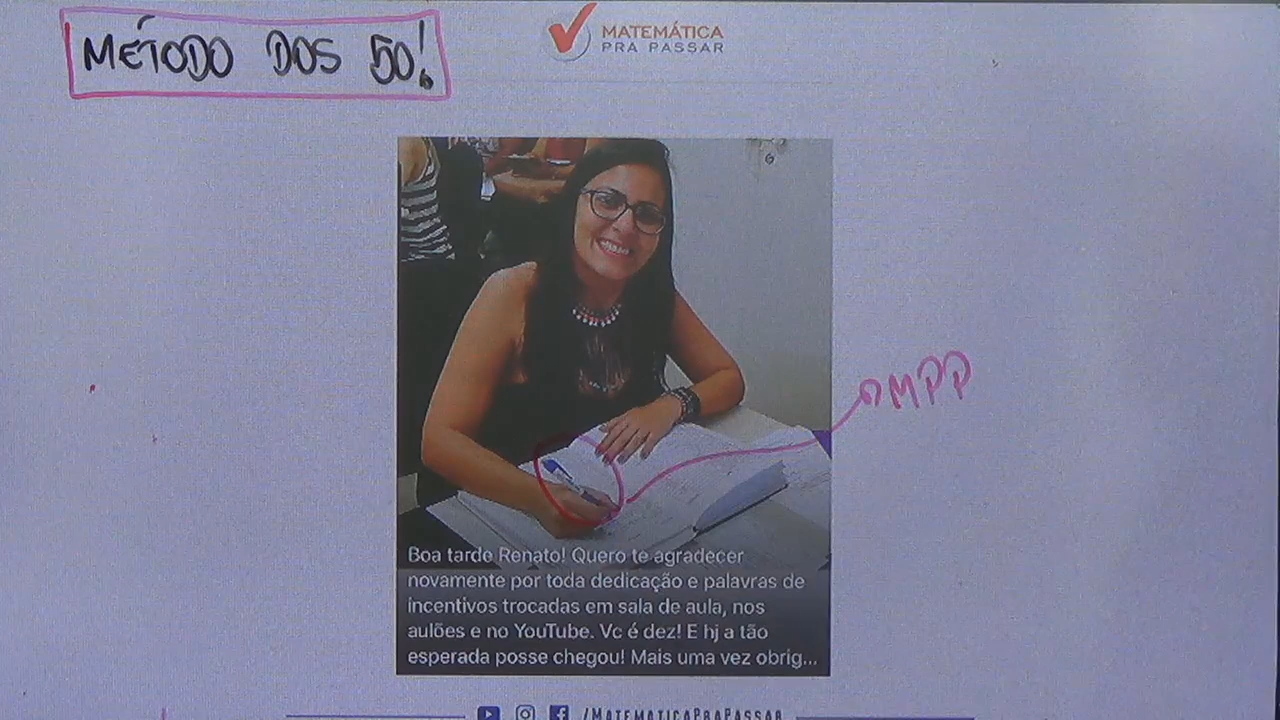 MÉTODO DOS 50!
MATEMÁTICA
PRA PASSAR
MPP
Boa tarde Renato! Quero te agradecer
novamente por toda dedicação e palavras de
incentivos trocadas em sala de aula, nos
aulões e no YouTube. Vc é dez! E hj a tão
esperada posse chegou! Mais uma vez obrig...
/MATEMATICAPRAPASSAR